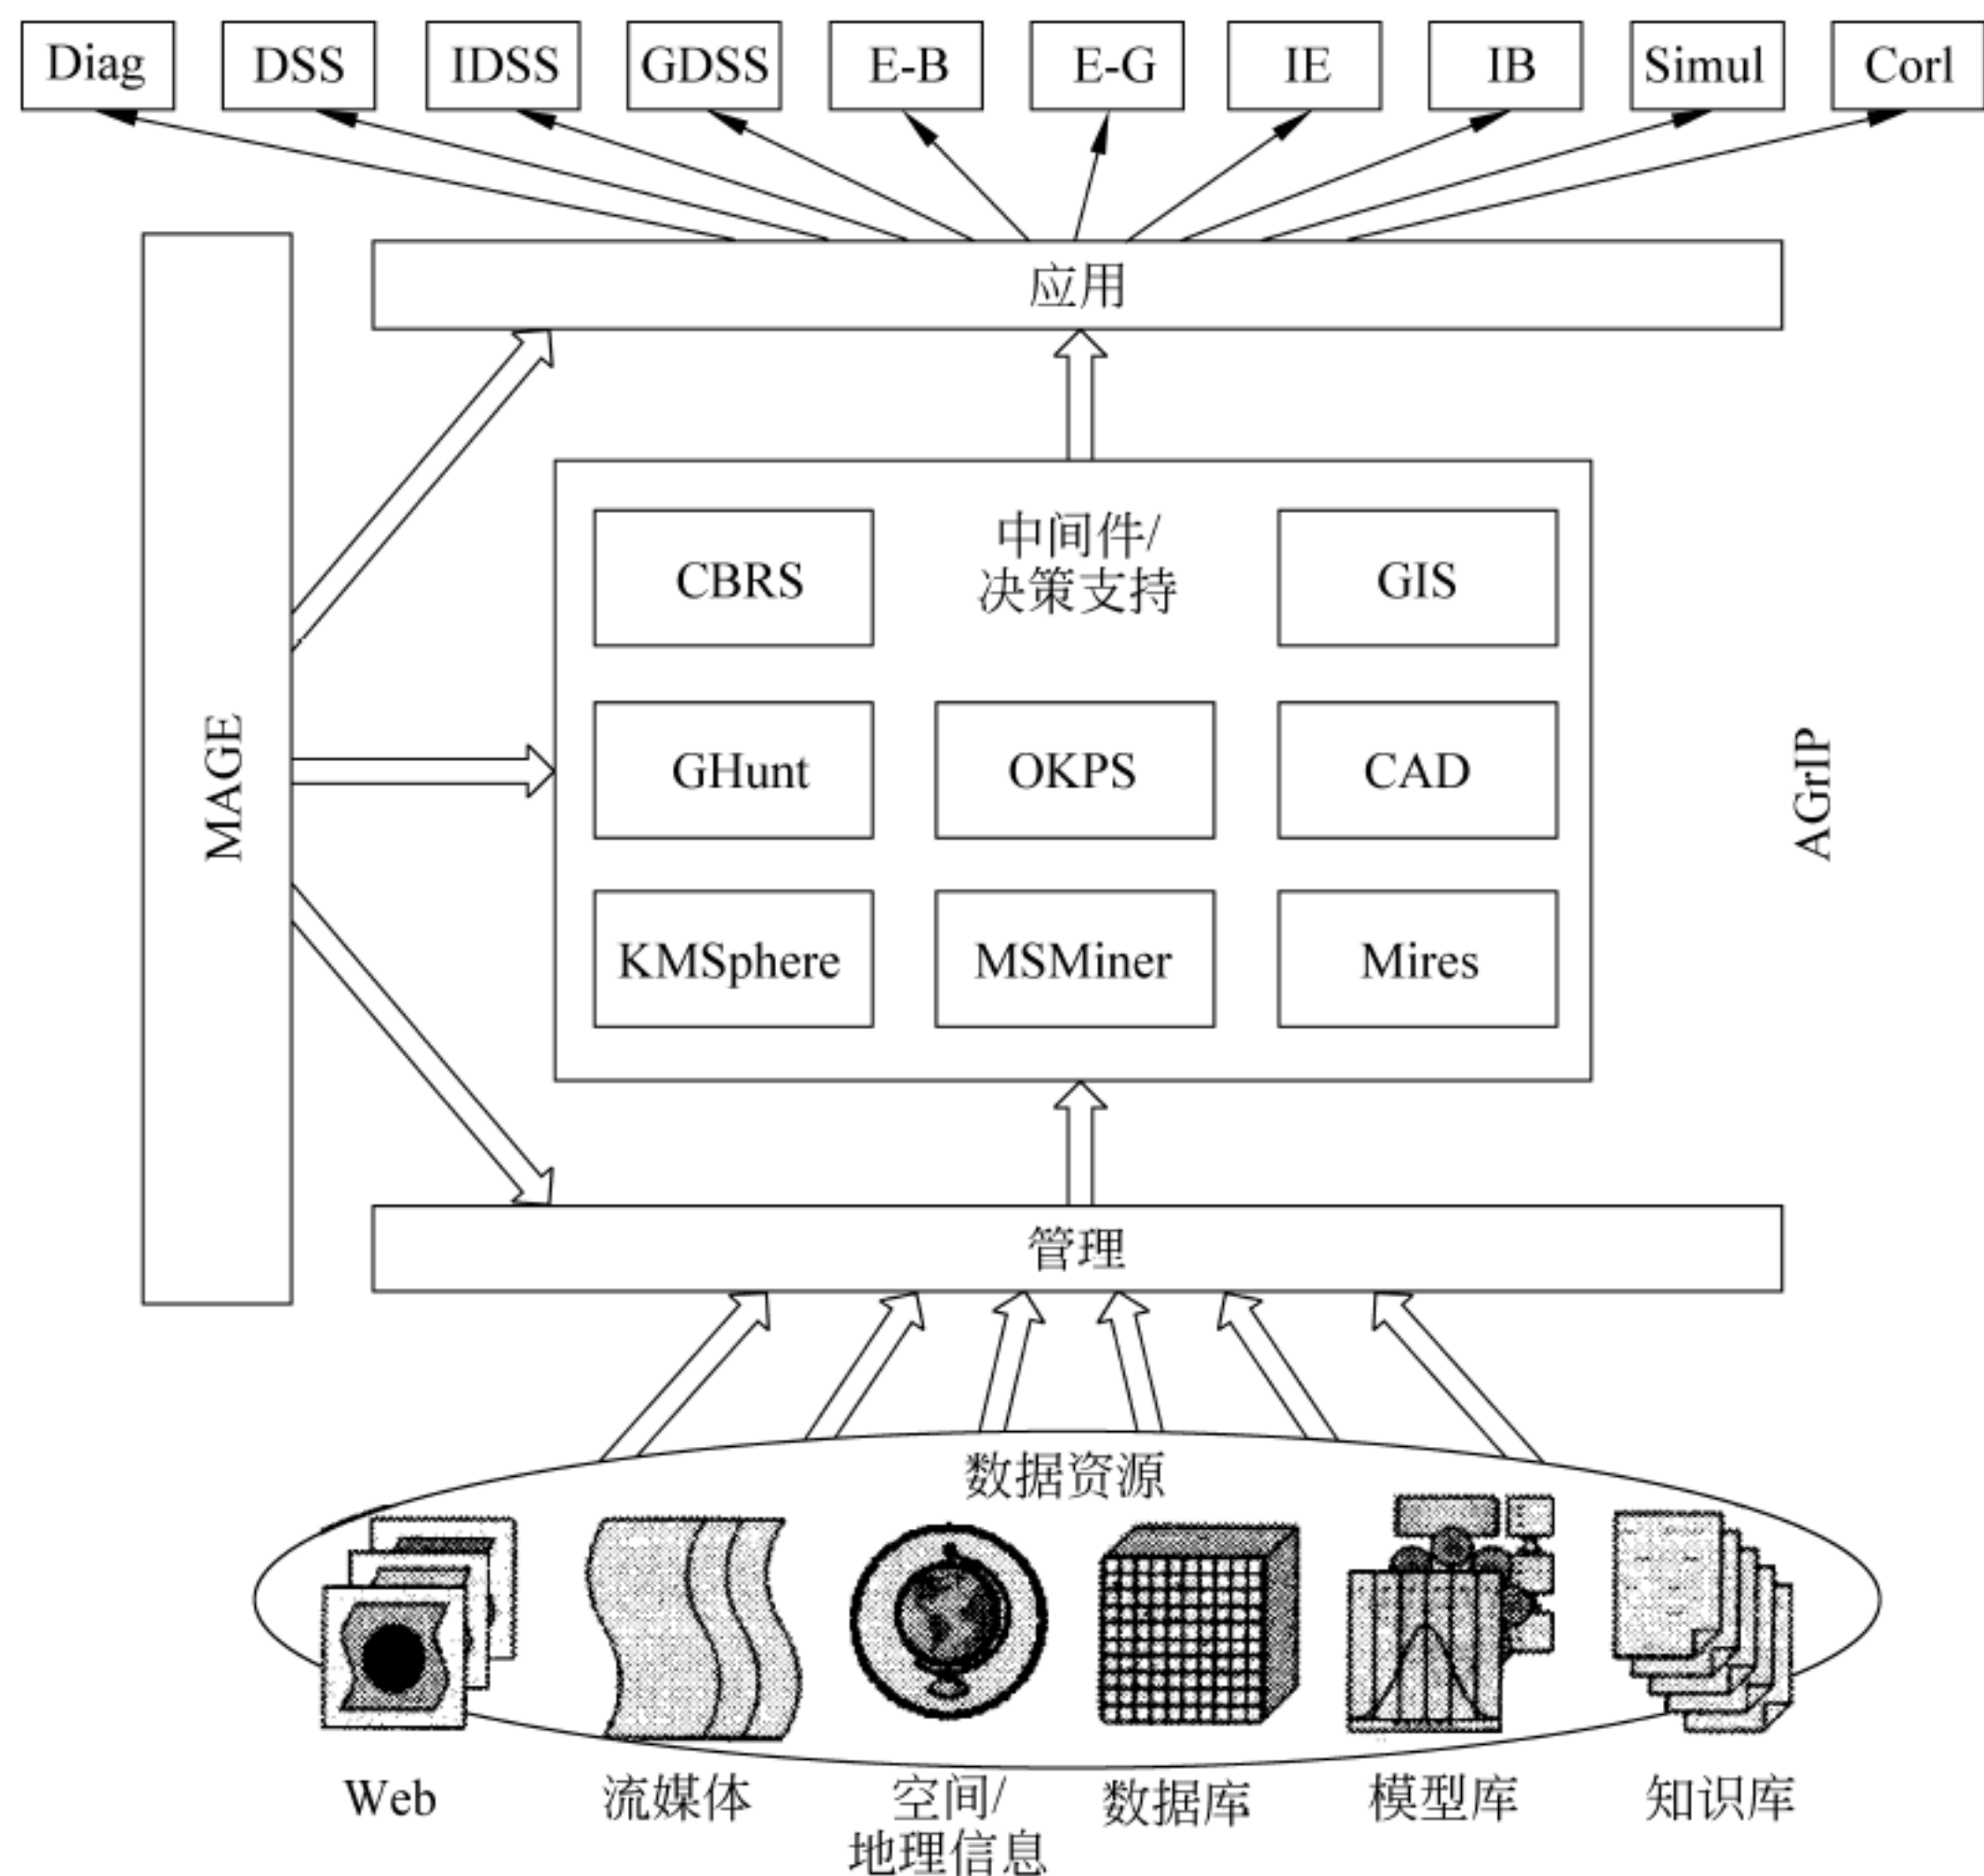 Diag
DSS
IDSS
GDSS
E-B
E-G
IE
IB
Simul
Corl
应用
MAGE
中间件/
决策支持
CBRS
GIS
GHunt
OKPS
CAD
KMSphere
MSMiner
Mires
AGrIP
管理
数据资源
Web
流媒体
空间/
地理信息
数据库
模型库
知识库